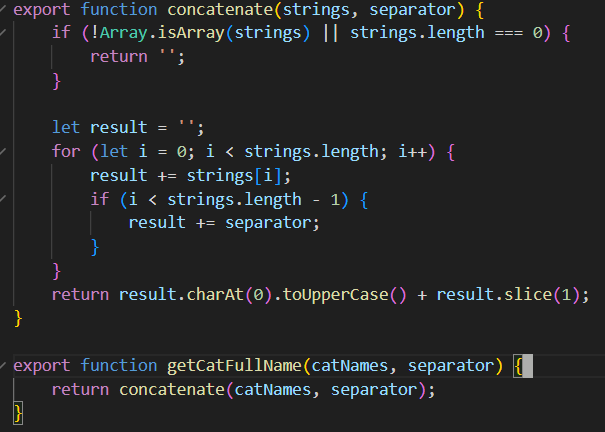 export function concatenate(strings, separator) {
    if (!Array.isArray(strings) || strings.length === 0) {
        return '';
    }

    let result = '';
    for (let i = 0; i < strings.length; i++) {
        result += strings[i];
        if (i < strings.length - 1) {
            result += separator;
        }
    }
    return result.charAt(0).toUpperCase() + result.slice(1);
}

export function getCatFullName(catNames, separator) {
    return concatenate(catNames, separator);
}